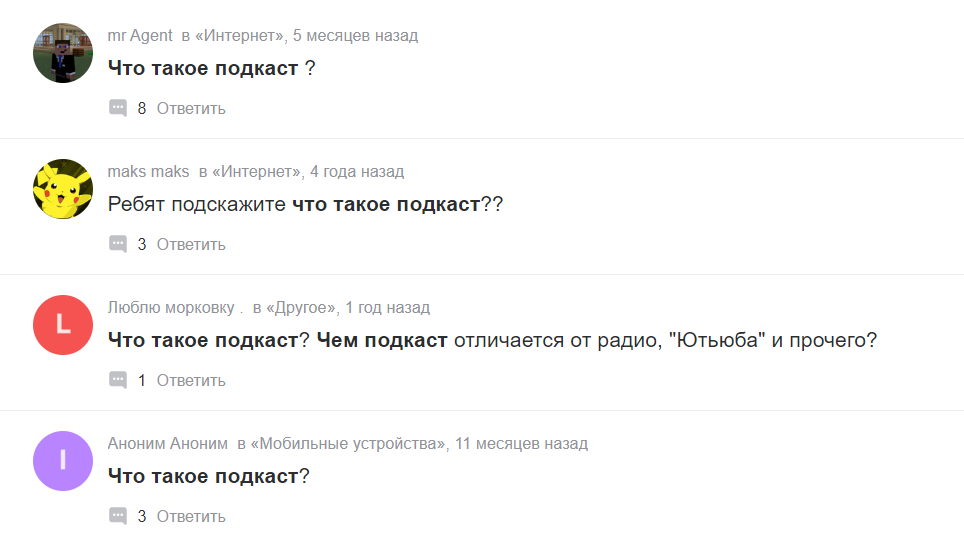 mr Agent в «Интернет», 5 месяцев назад
Что такое подкаст ?
8 Ответить
maks maks в «Интернет», 4 года назад
Ребят подскажите что такое подкаст??
3 Ответить
L
Люблю морковку . в «Другое», 1 год назад
Что такое подкаст? Чем подкаст отличается от радио, "Ютьюба" и прочего?
1 Ответить
I
Аноним Аноним в «Мобильные устройства», 11 месяцев назад
Что такое подкаст?
3 Ответить